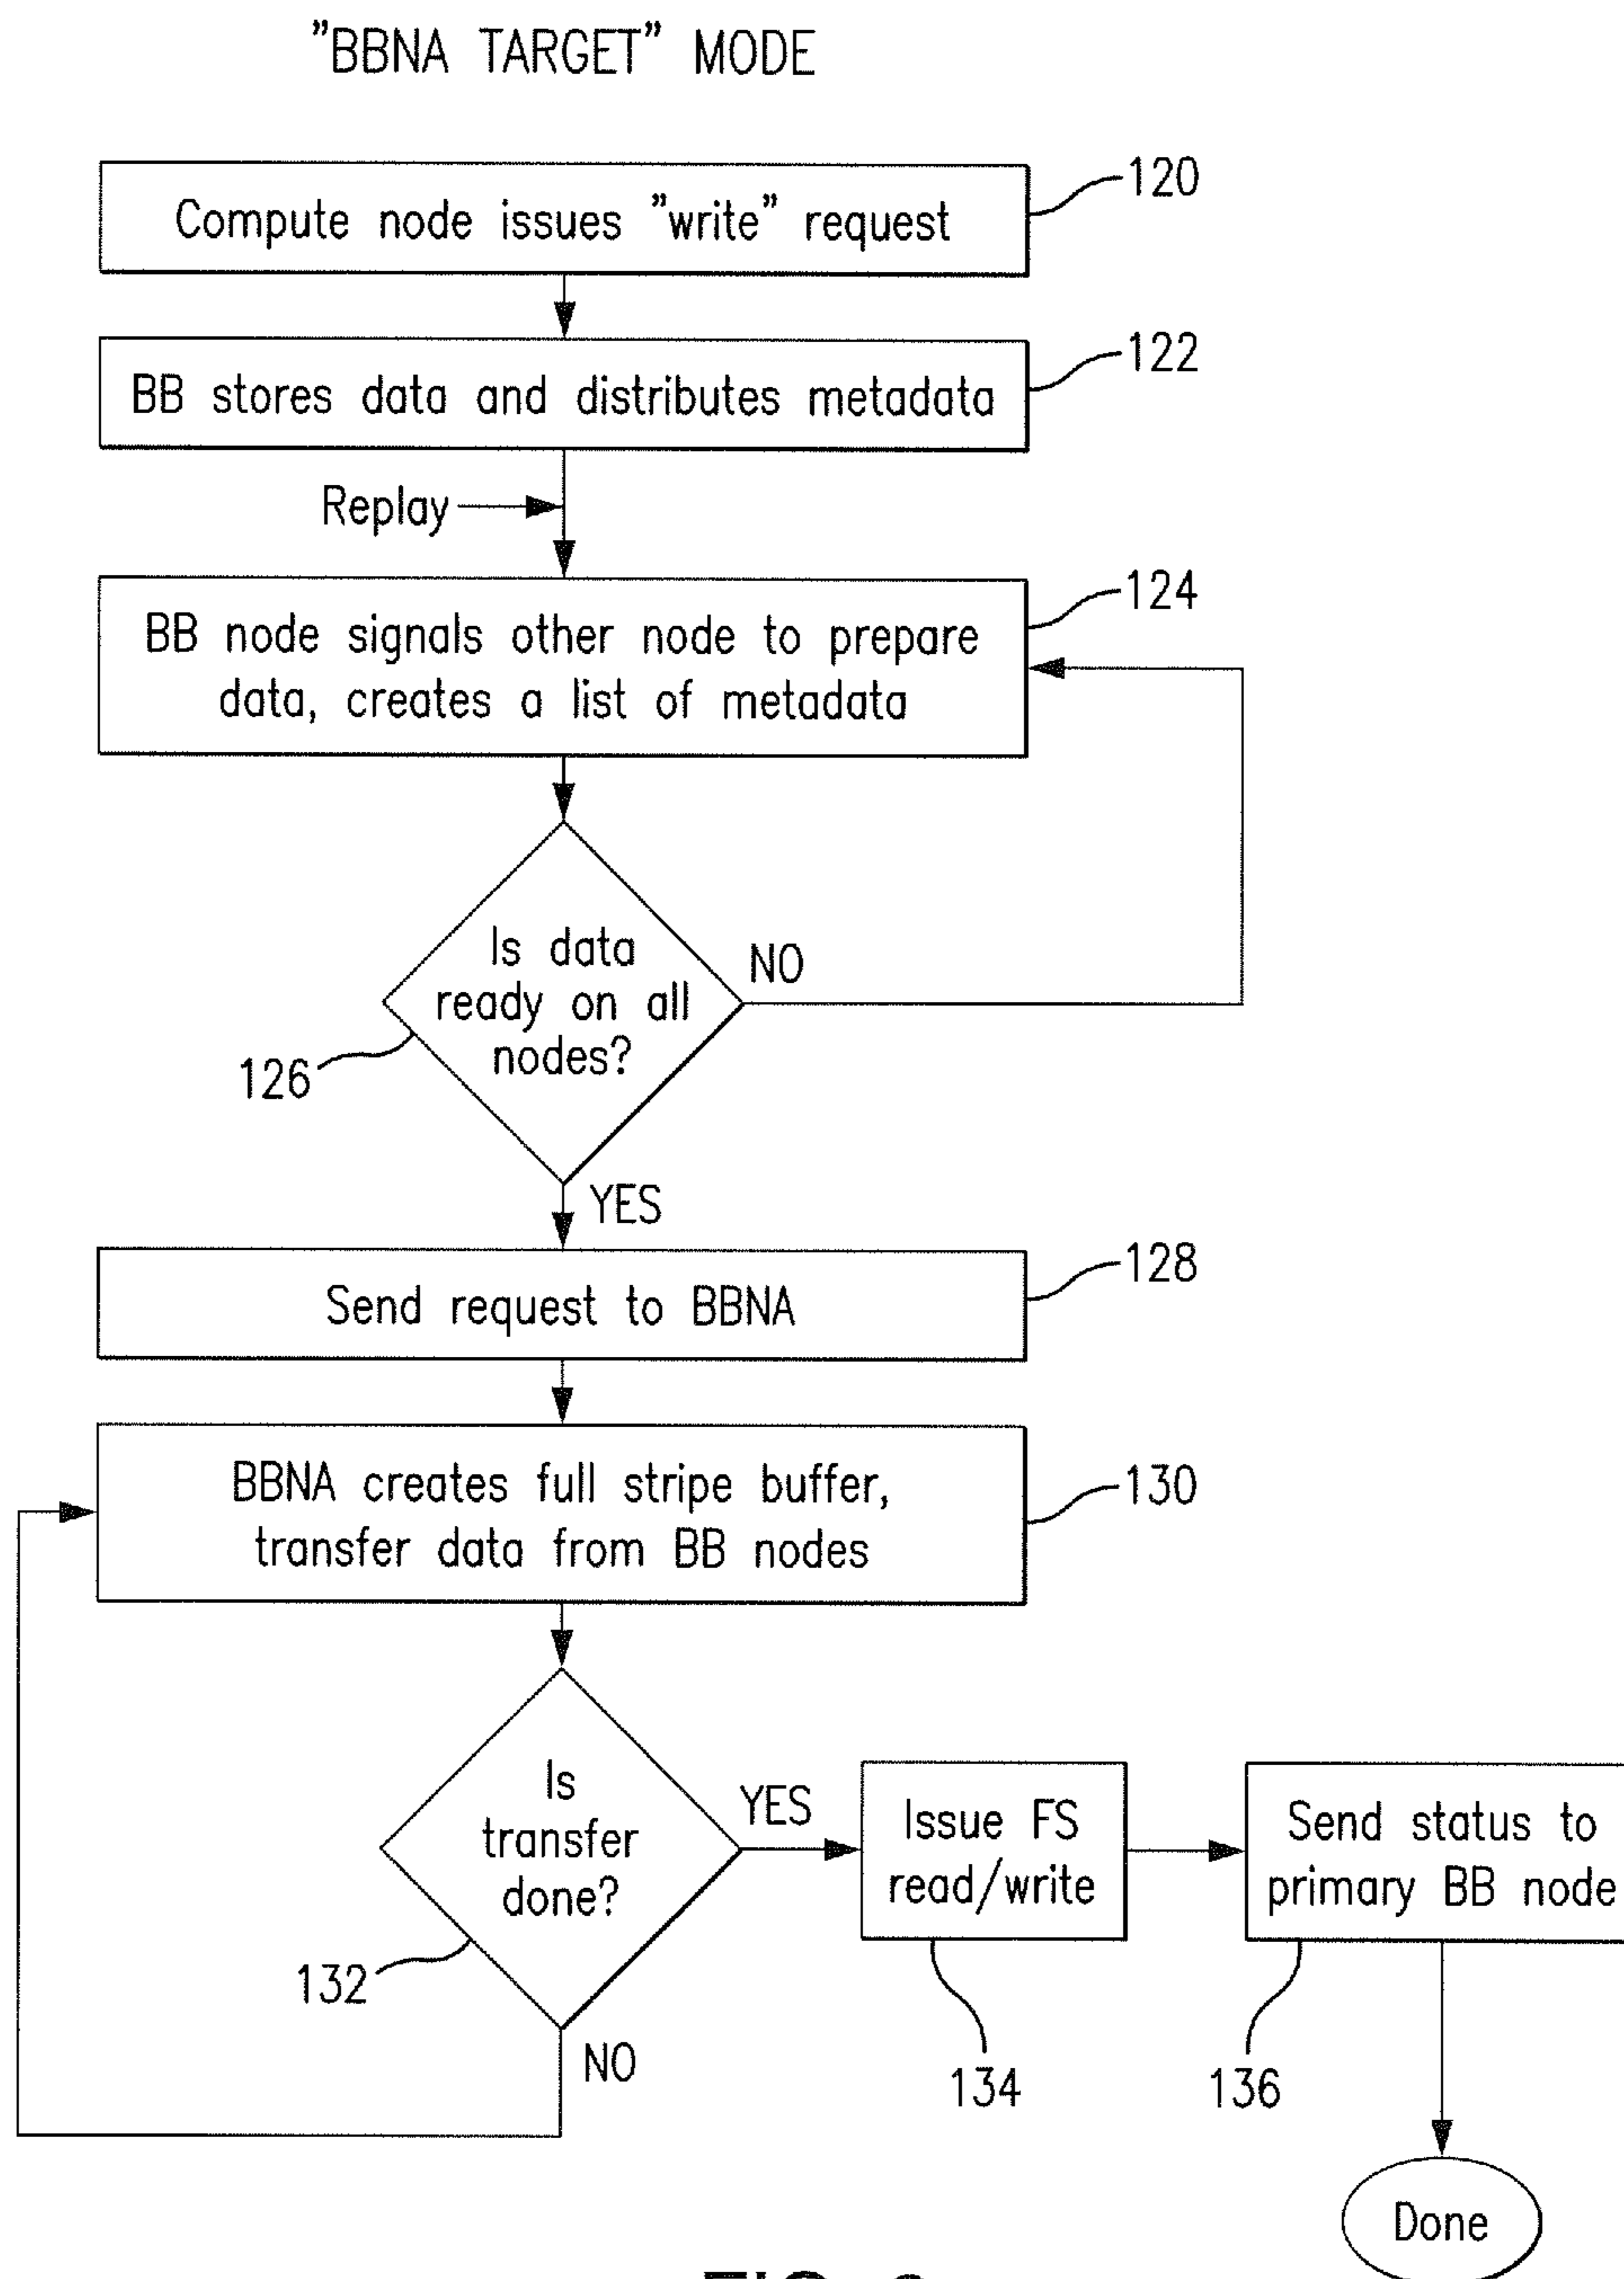 "BBNA TARGET" MODE
Compute node issues "write" request
120
BB stores data and distributes metadata
122
Replay
BB node signals other node to prepare
data, creates a list of metadata
124
Is data
ready on all
nodes?
NO
126
YES
Send request to BBNA
128
BBNA creates full stripe buffer,
transfer data from BB nodes
130
Is
transfer
done?
YES
132
NO
Issue FS
read/write
134
Send status to
primary BB node
136
Done